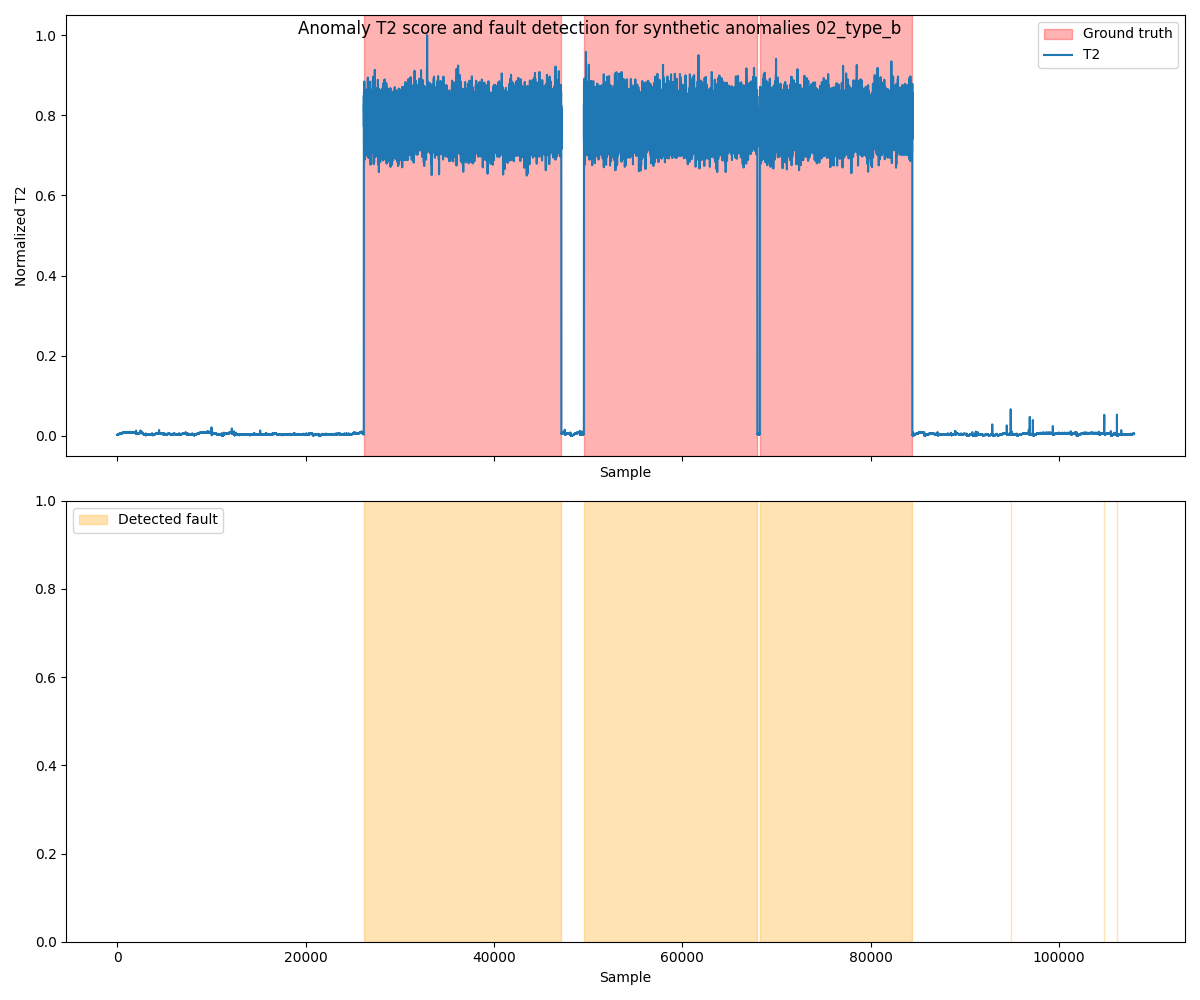 Anomaly T2 score and fault detection for synthetic anomalies 02_type_b
Ground truth
T2
Normalized T2
1.0
0.8
0.6
0.4
0.2
0.0
Sample
Detected fault
1.0
0.8
0.6
0.4
0.2
0.0
0 20000 40000 60000 80000 100000
Sample